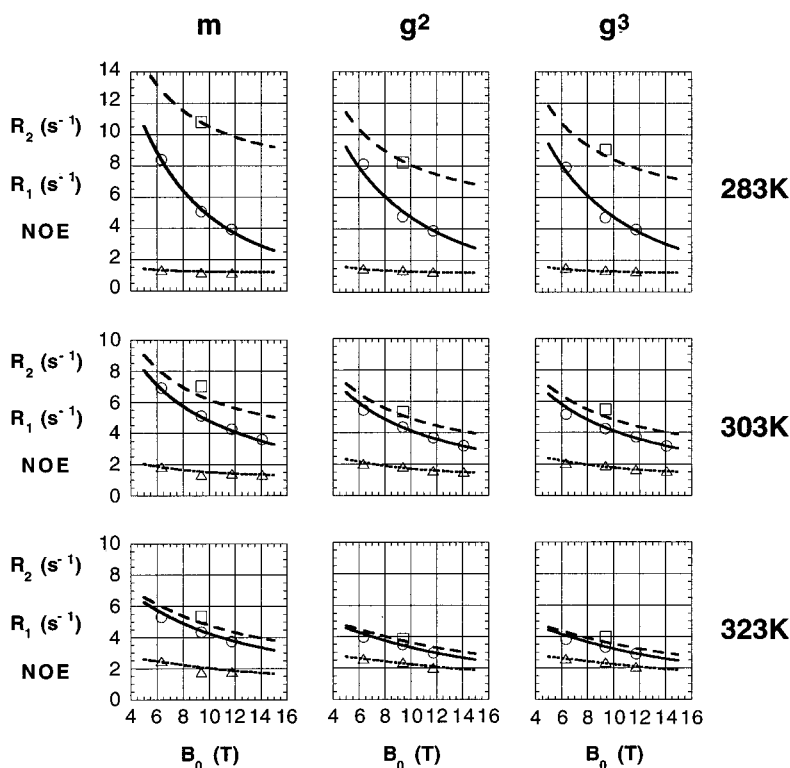 m g² g³
14
12
R₂ (s⁻¹) 10
8
R₁ (s⁻¹) 6 283K
NOE 4
2
0
10
R₂ (s⁻¹) 8
6
R₁ (s⁻¹) 4 303K
NOE 2
0
10
R₂ (s⁻¹) 8
6
R₁ (s⁻¹) 4 323K
NOE 2
0
4 6 8 10 12 14 16 4 6 8 10 12 14 16 4 6 8 10 12 14 16
B₀ (T) B₀ (T) B₀ (T)